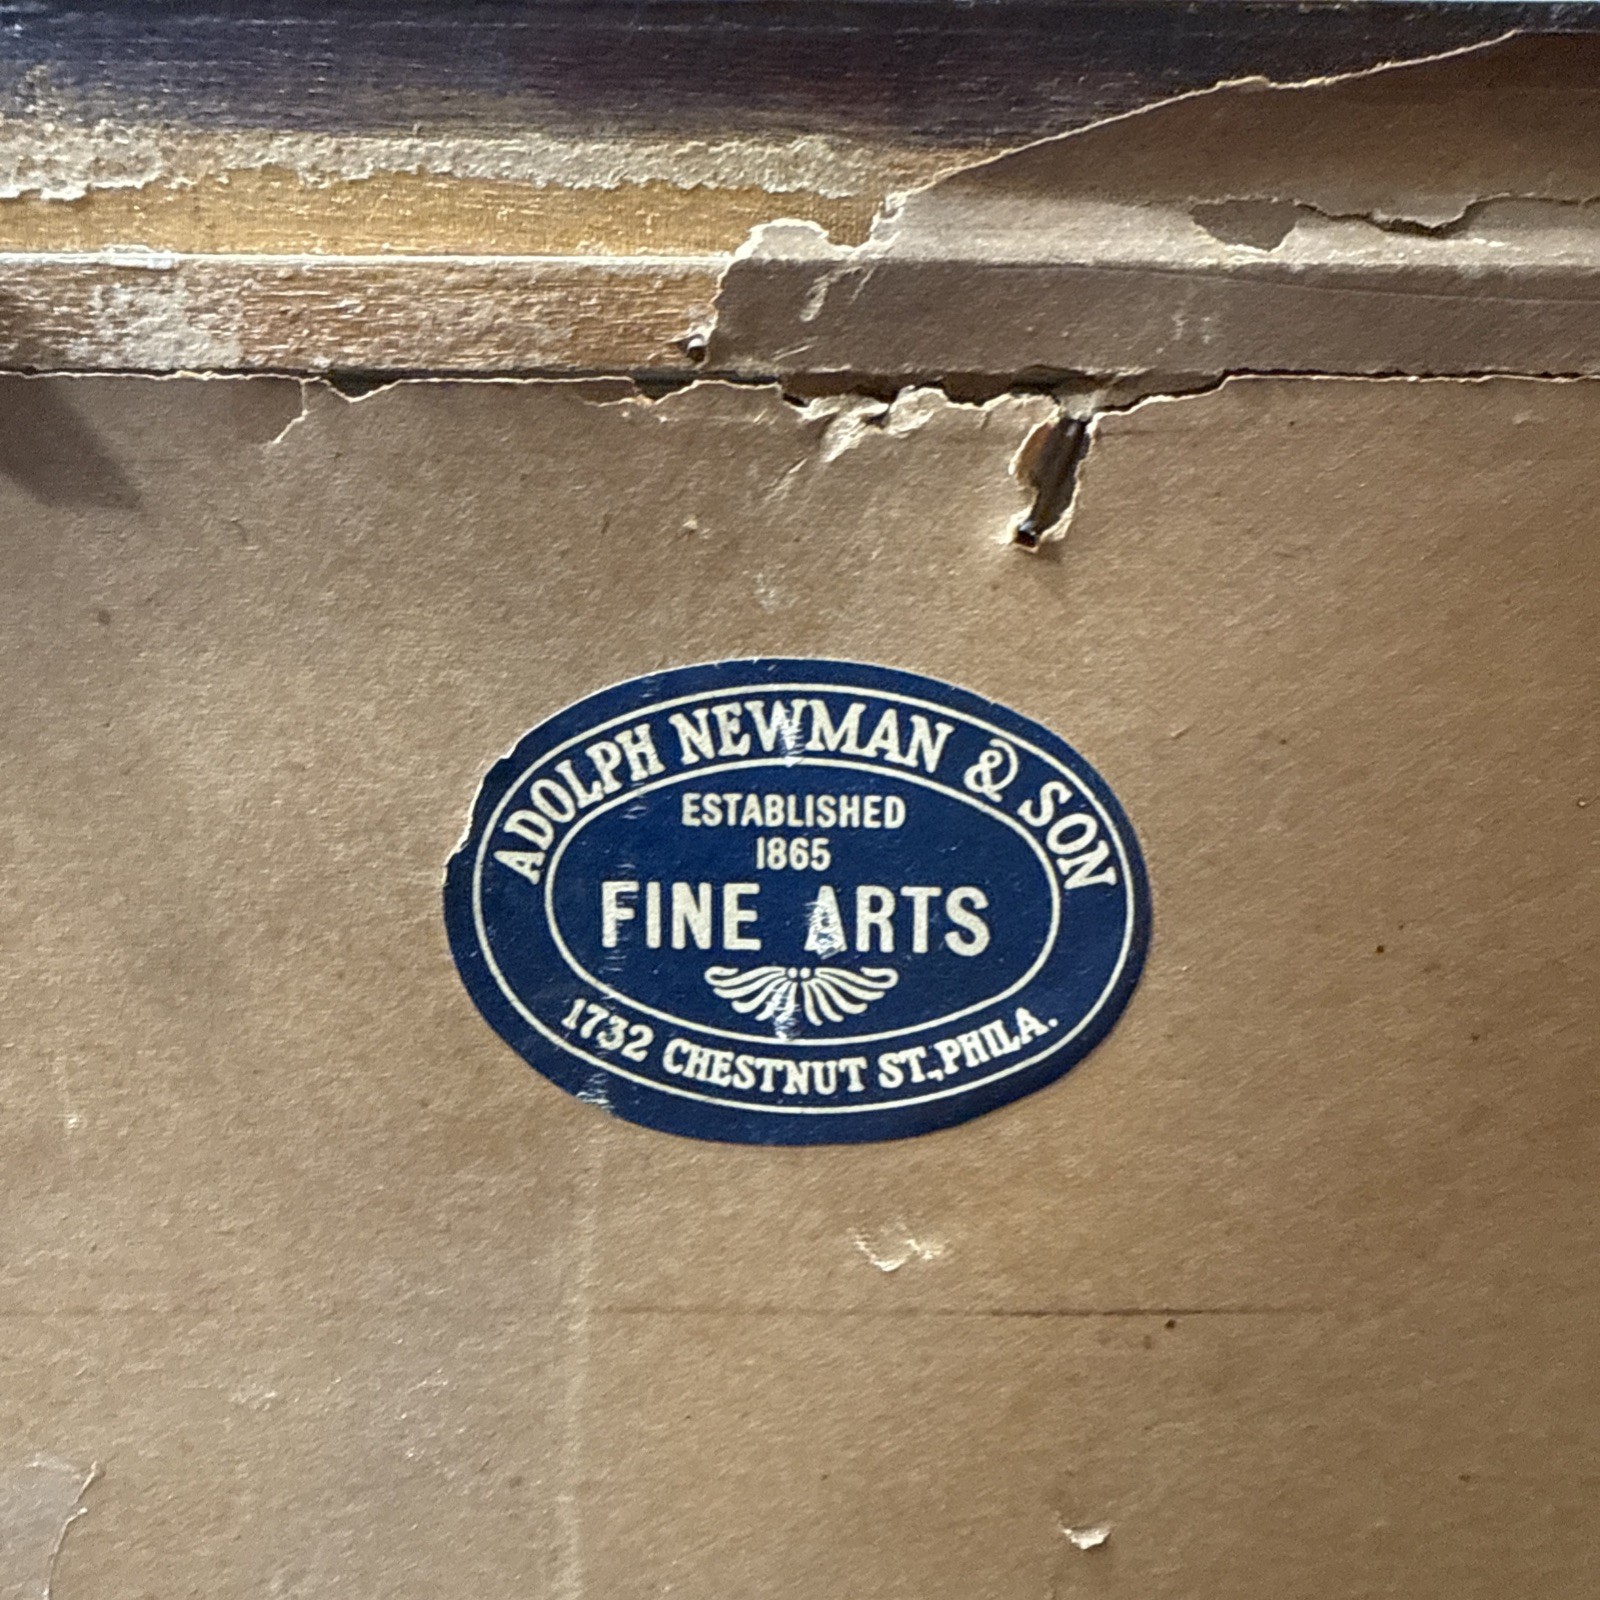 ADOLPH NEWMAN & SON
ESTABLISHED
1865
FINE ARTS
1732 CHESTNUT ST., PHILA.